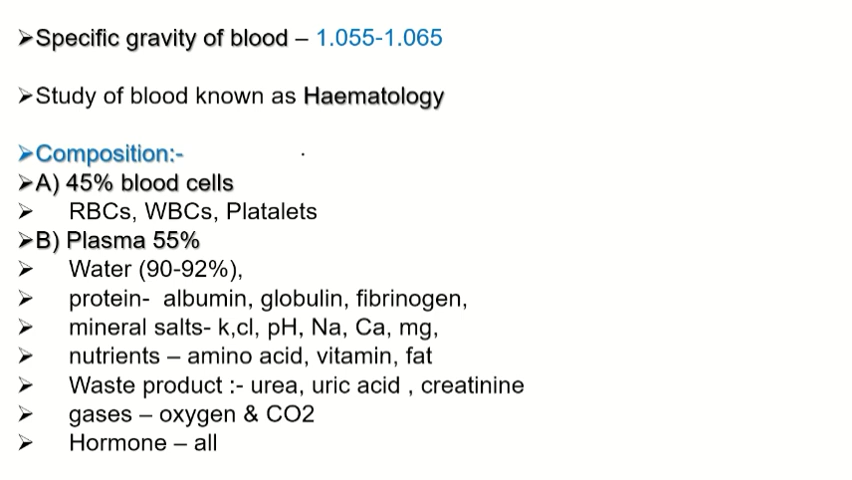 ➢Specific gravity of blood – 1.055-1.065
➢Study of blood known as Haematology
➢Composition:-
➢A) 45% blood cells
➢ RBCs, WBCs, Platalets
➢B) Plasma 55%
➢ Water (90-92%),
➢ protein- albumin, globulin, fibrinogen,
➢ mineral salts- k,cl, pH, Na, Ca, mg,
➢ nutrients – amino acid, vitamin, fat
➢ Waste product :- urea, uric acid , creatinine
➢ gases – oxygen & CO2
➢ Hormone – all